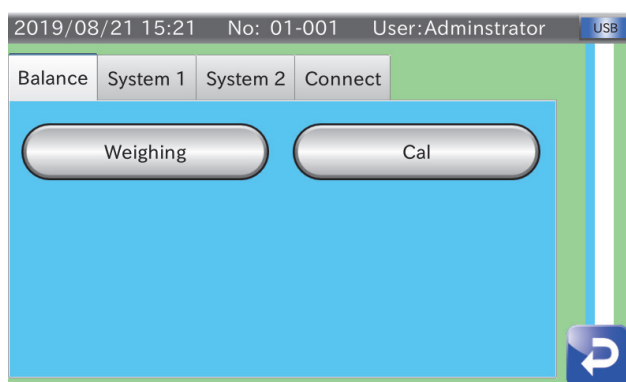 2019/08/21 15:21 No: 01-001 User:Adminstrator USB
Balance System 1 System 2 Connect
Weighing Cal